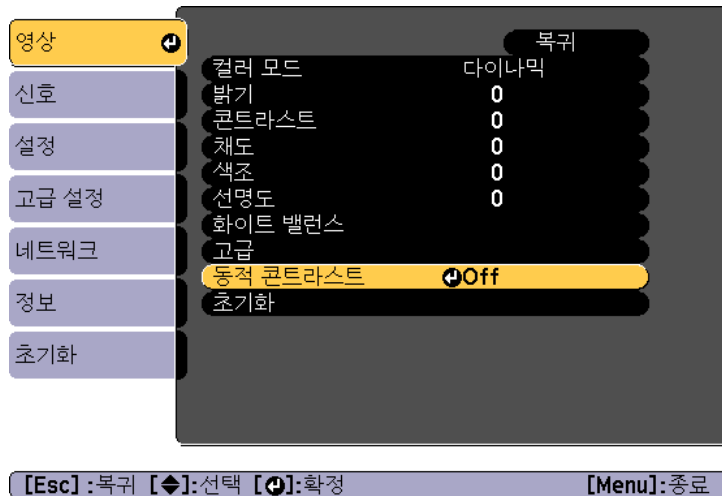 영상
신호
설정
고급 설정
네트워크
정보
초기화
복귀
컬러 모드 다이나믹
밝기 0
콘트라스트 0
채도 0
색조 0
선명도 0
화이트 밸런스
고급
동적 콘트라스트 Off
초기화
[Esc] :복귀 [◆]:선택 [⏎]:확정 [Menu]:종료